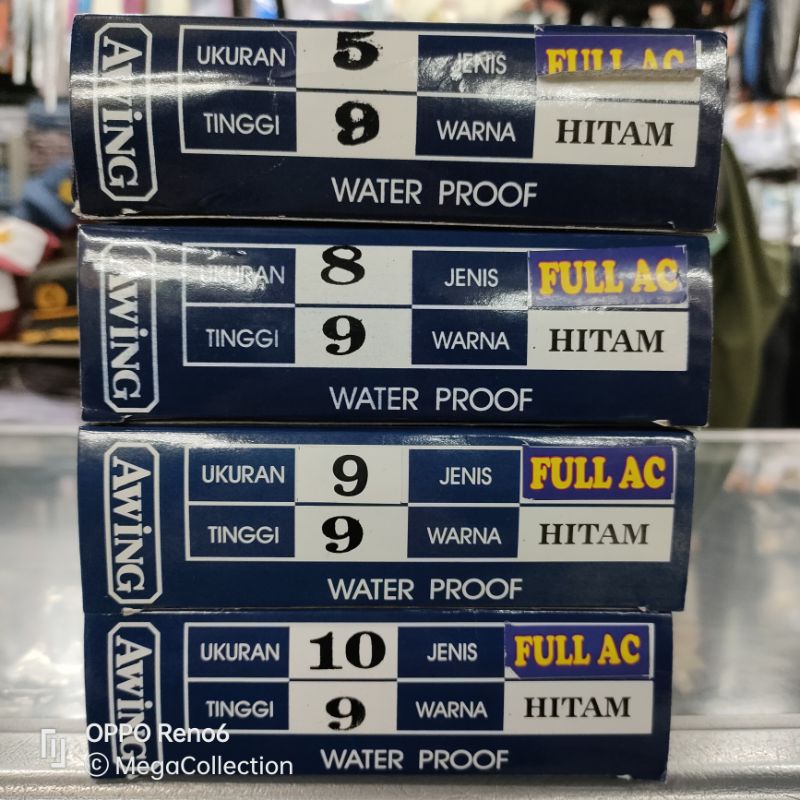 AWiNG
UKURAN 5 JENIS FULL AC
TINGGI 9 WARNA HITAM
WATER PROOF
AWiNG
UKURAN 8 JENIS FULL AC
TINGGI 9 WARNA HITAM
WATER PROOF
AWiNG
UKURAN 9 JENIS FULL AC
TINGGI 9 WARNA HITAM
WATER PROOF
AWiNG
UKURAN 10 JENIS FULL AC
TINGGI 9 WARNA HITAM
WATER PROOF
OPPO Reno6
© MegaCollection